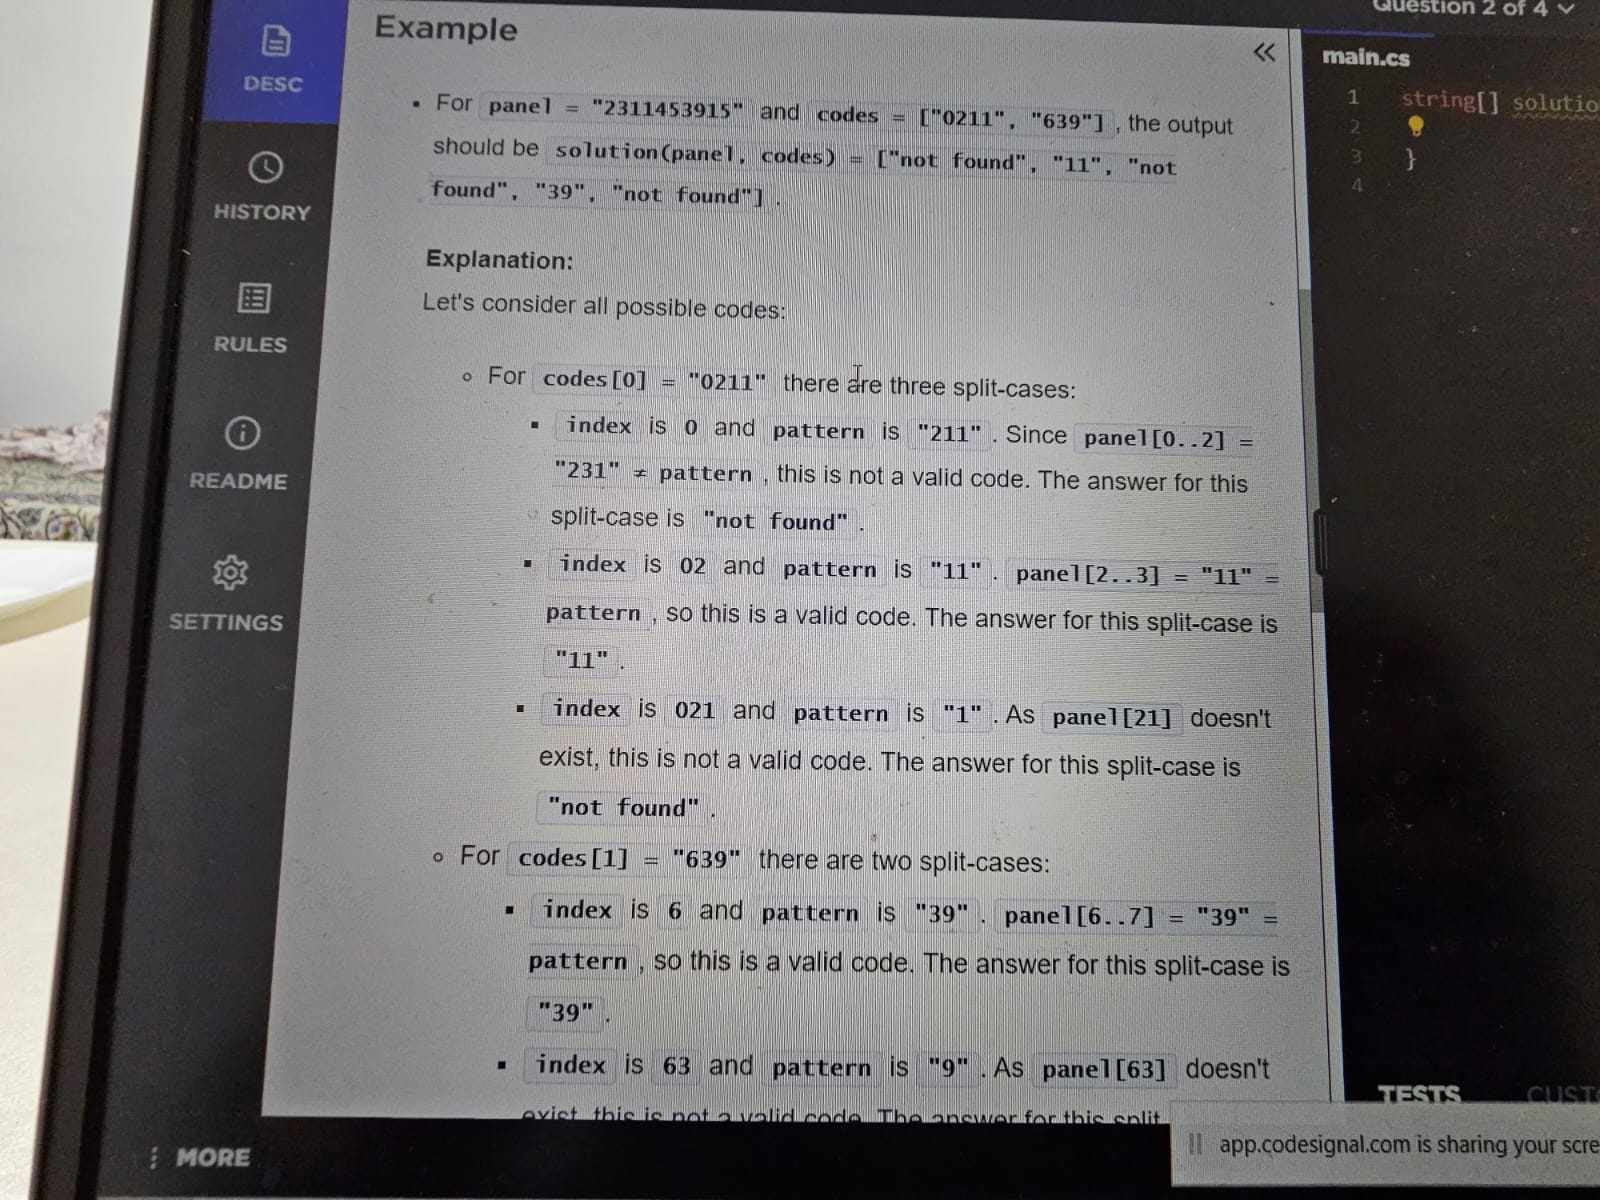 DESC
HISTORY
RULES
README
SETTINGS
MORE
Example
• For panel = "2311453915" and codes = ["0211", "639"] , the output
should be solution(panel, codes) = ["not found", "11", "not
found", "39", "not found"] .
Explanation:
Let's consider all possible codes:
For codes[0] = "0211" there are three split-cases:
index is 0 and pattern is "211" . Since panel[0..2] =
"231" ≠ pattern , this is not a valid code. The answer for this
split-case is "not found" .
index is 02 and pattern is "11" . panel[2..3] = "11" =
pattern , so this is a valid code. The answer for this split-case is
"11" .
index is 021 and pattern is "1" . As panel[21] doesn't
exist, this is not a valid code. The answer for this split-case is
"not found" .
For codes[1] = "639" there are two split-cases:
index is 6 and pattern is "39" . panel[6..7] = "39" =
pattern , so this is a valid code. The answer for this split-case is
"39" .
index is 63 and pattern is "9" . As panel[63] doesn't
exist, this is not a valid code. The answer for this split
Question 2 of 4
main.cs
1 string[] solutio
2
3 }
4
TESTS CUST
app.codesignal.com is sharing your scre